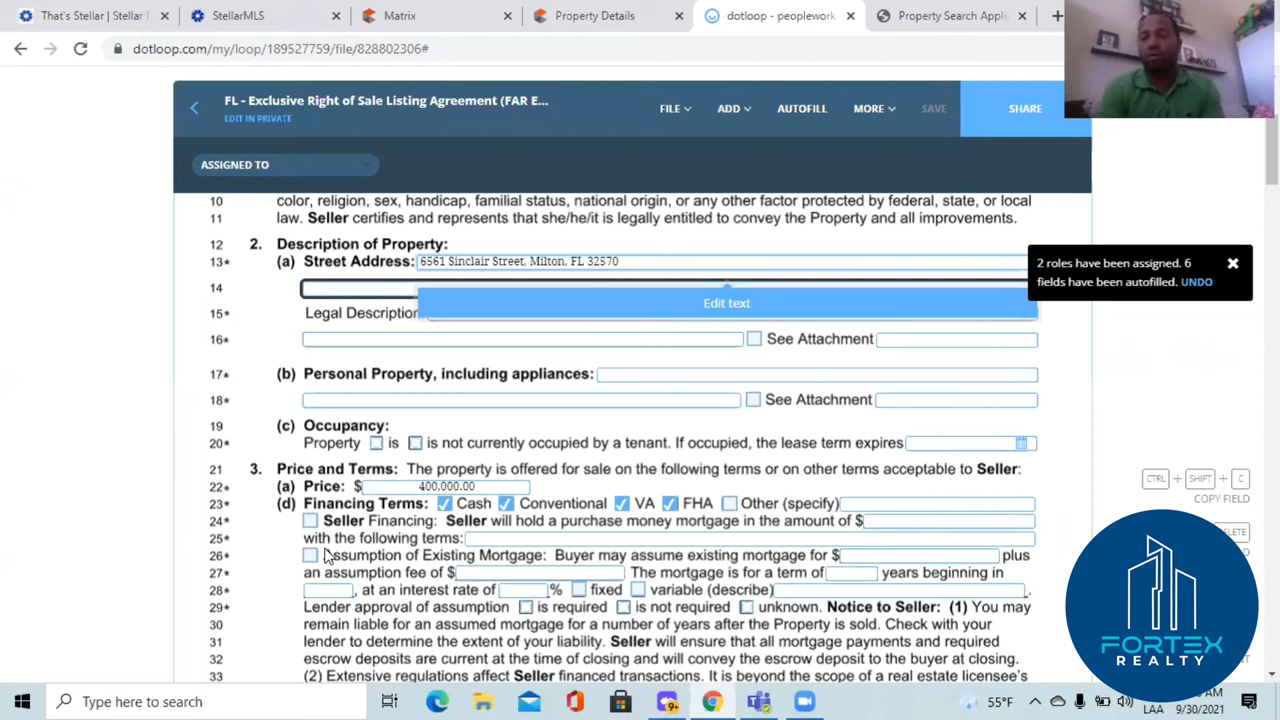 That's Stellar | Stellar M
StellarMLS
Matrix
Property Details
dotloop - peoplework
Property Search Appli
dotloop.com/my/loop/189527759/file/828802306#
FL - Exclusive Right of Sale Listing Agreement (FAR E...
EDIT IN PRIVATE
FILE
ADD
AUTOFILL
MORE
SAVE
SHARE
ASSIGNED TO
10 color, religion, sex, handicap, familial status, national origin, or any other factor protected by federal, state, or local
11 law. Seller certifies and represents that she/he/it is legally entitled to convey the Property and all improvements.
12 2. Description of Property:
13* (a) Street Address: 6561 Sinclair Street, Milton, FL 32570
14
Edit text
15* Legal Description
16* See Attachment
17* (b) Personal Property, including appliances:
18* See Attachment
19 (c) Occupancy:
20* Property is is not currently occupied by a tenant. If occupied, the lease term expires
21 3. Price and Terms: The property is offered for sale on the following terms or on other terms acceptable to Seller:
22* (a) Price: $ 400,000.00
23* (d) Financing Terms: Cash Conventional VA FHA Other (specify)
24* Seller Financing: Seller will hold a purchase money mortgage in the amount of $
25* with the following terms:
26* Assumption of Existing Mortgage: Buyer may assume existing mortgage for $ plus
27* an assumption fee of $ The mortgage is for a term of years beginning in
28* , at an interest rate of % fixed variable (describe) .
29* Lender approval of assumption is required is not required unknown. Notice to Seller: (1) You may
30 remain liable for an assumed mortgage for a number of years after the Property is sold. Check with your
31 lender to determine the extent of your liability. Seller will ensure that all mortgage payments and required
32 escrow deposits are current at the time of closing and will convey the escrow deposit to the buyer at closing.
33 (2) Extensive regulations affect Seller financed transactions. It is beyond the scope of a real estate licensee's
2 roles have been assigned. 6
fields have been autofilled. UNDO
CTRL + SHIFT + C
COPY FIELD
FORTEX
REALTY
Type here to search
9+
55°F
LAA
9/30/2021